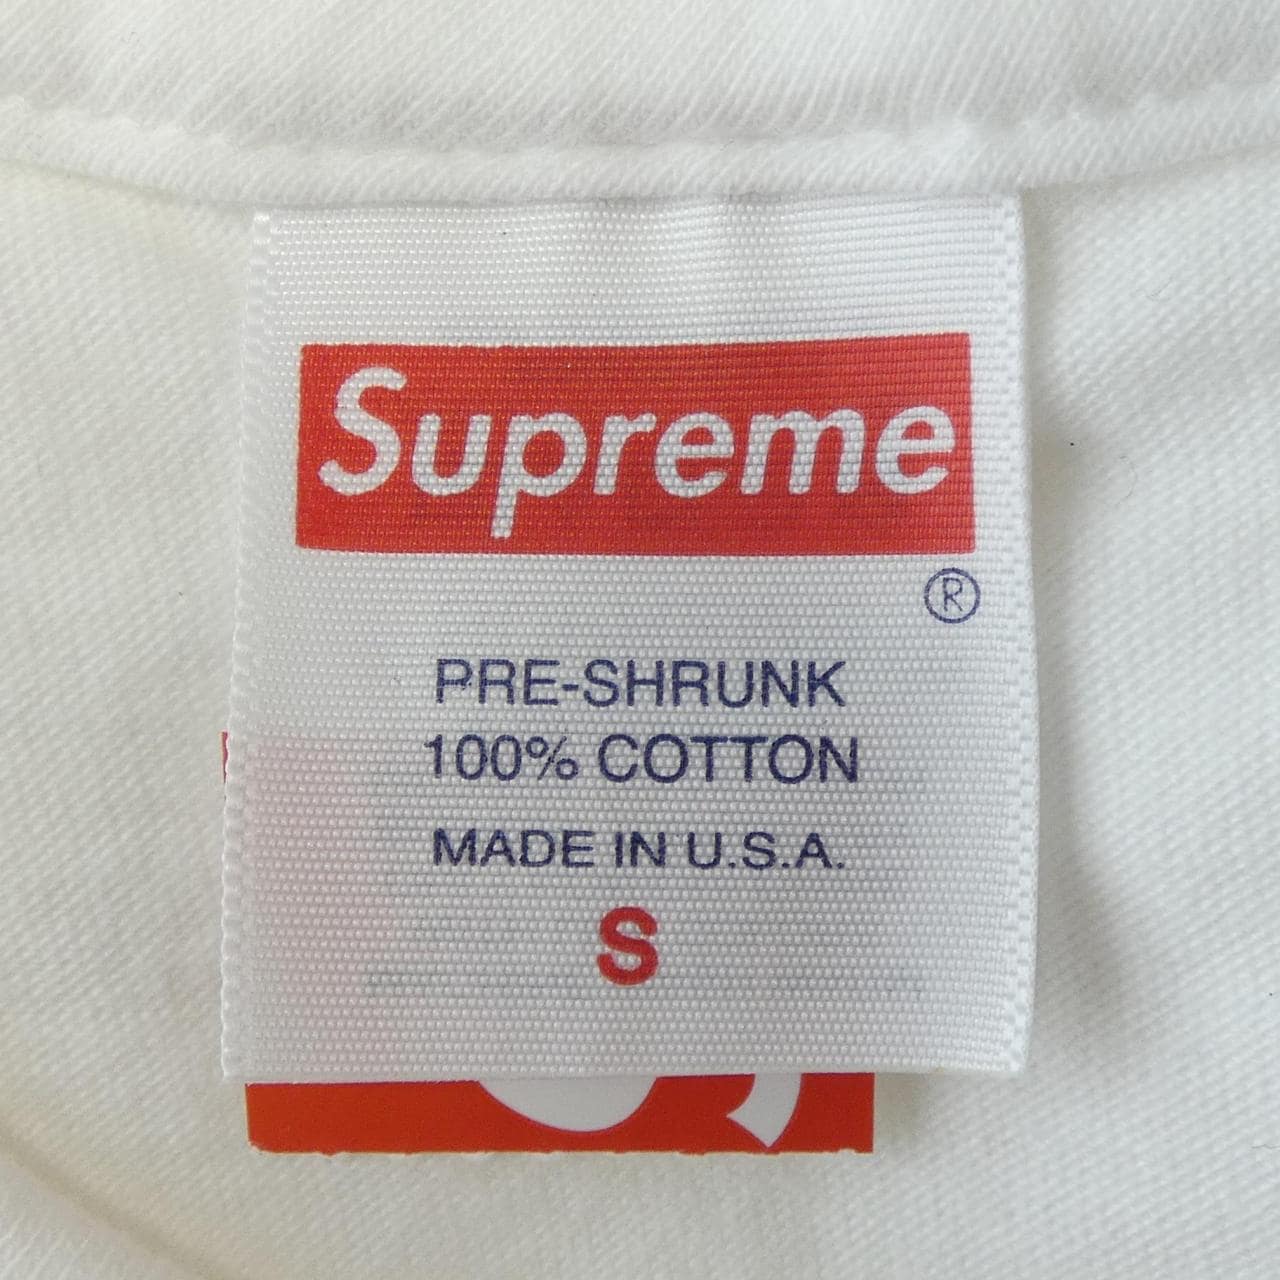 Supreme
®
PRE-SHRUNK
100% COTTON
MADE IN U.S.A.
S